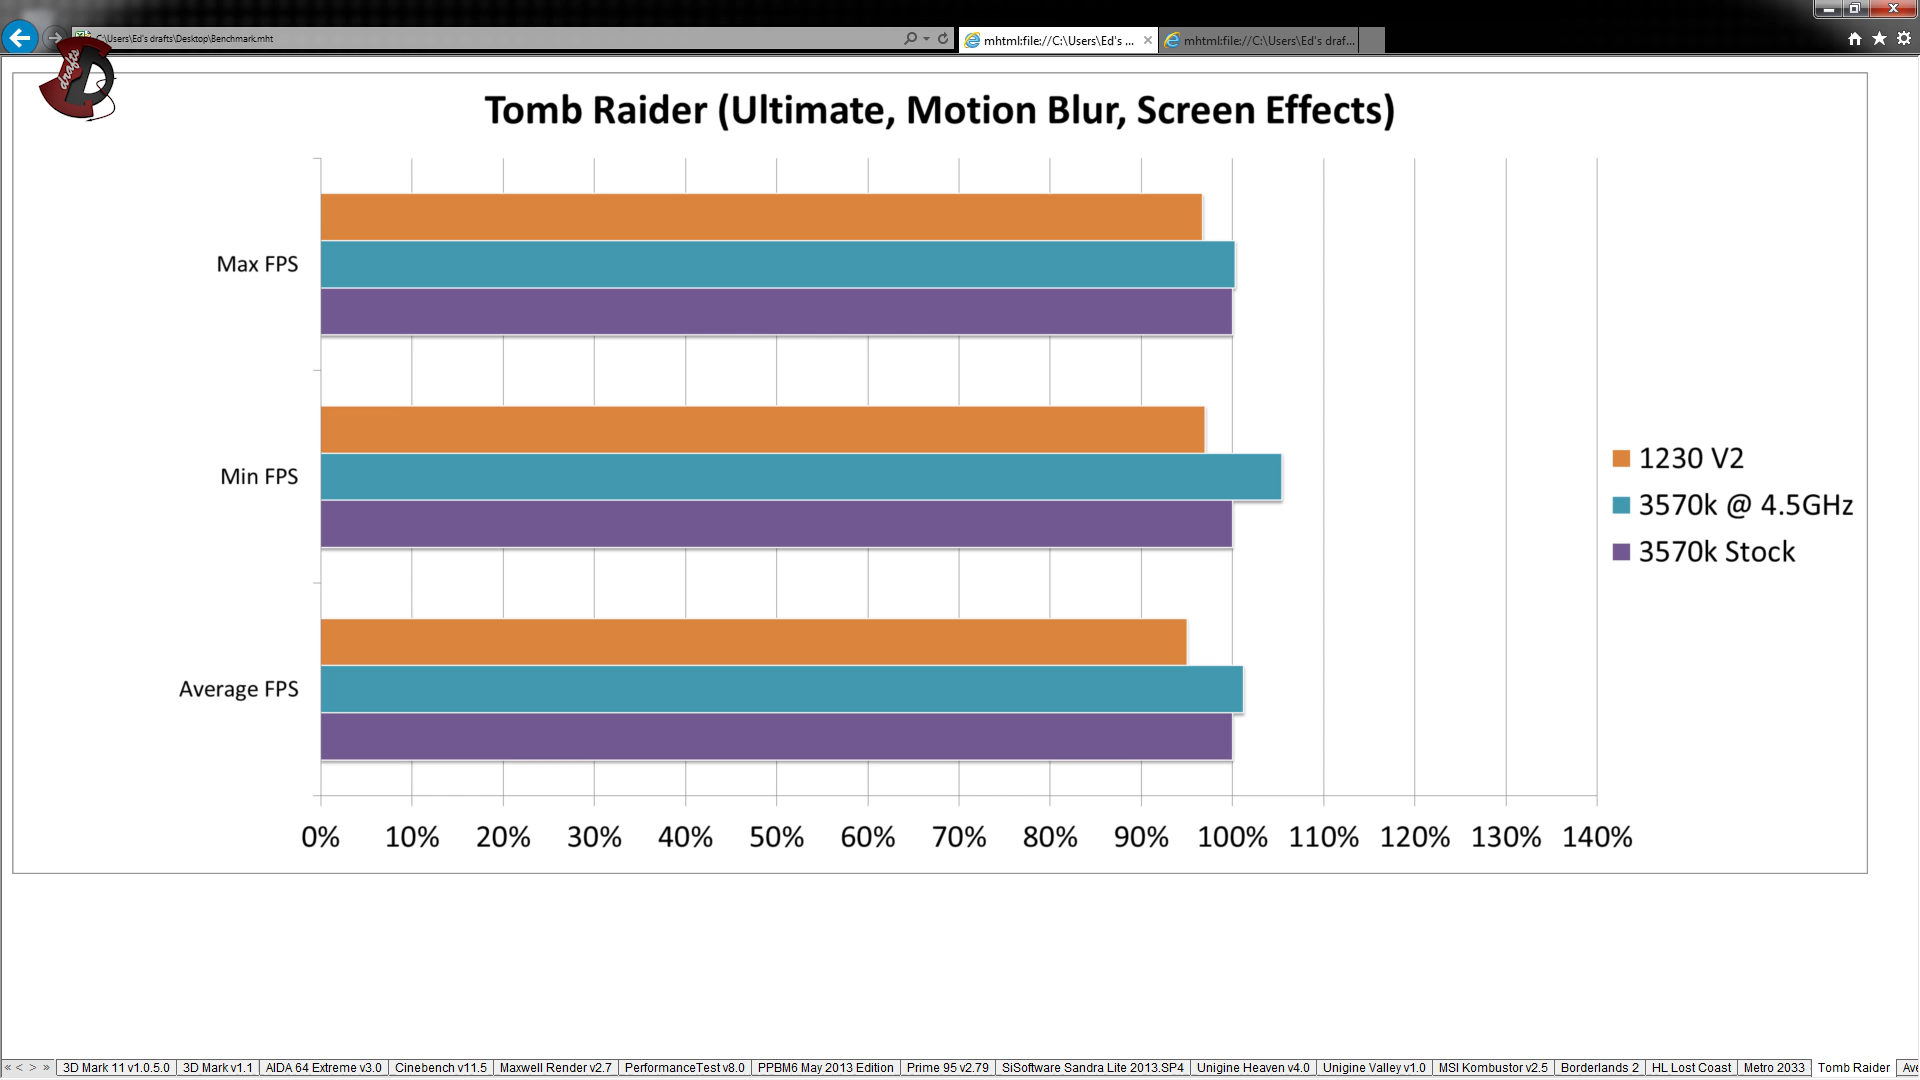 C:\Users\Ed's drafts\Desktop\Benchmark.mht
mhtml:file://C:\Users\Ed's ...
mhtml:file://C:\Users\Ed's draf...
drafts
Tomb Raider (Ultimate, Motion Blur, Screen Effects)
Max FPS
Min FPS
Average FPS
1230 V2
3570k @ 4.5GHz
3570k Stock
0% 10% 20% 30% 40% 50% 60% 70% 80% 90% 100% 110% 120% 130% 140%
3D Mark 11 v1.0.5.0 3D Mark v1.1 AIDA 64 Extreme v3.0 Cinebench v11.5 Maxwell Render v2.7 PerformanceTest v8.0 PPBM6 May 2013 Edition Prime 95 v2.79 SiSoftware Sandra Lite 2013.SP4 Unigine Heaven v4.0 Unigine Valley v1.0 MSI Kombustor v2.5 Borderlands 2 HL Lost Coast Metro 2033 Tomb Raider Ave